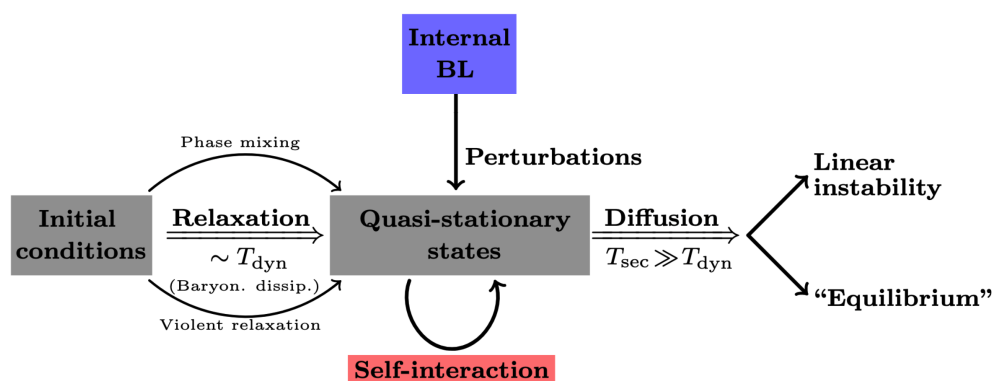 Internal
BL
Perturbations
Phase mixing
Initial
conditions
Relaxation
∼ T_dyn
(Baryon. dissip.)
Violent relaxation
Quasi-stationary
states
Self-interaction
Diffusion
T_sec ≫ T_dyn
Linear
instability
“Equilibrium”